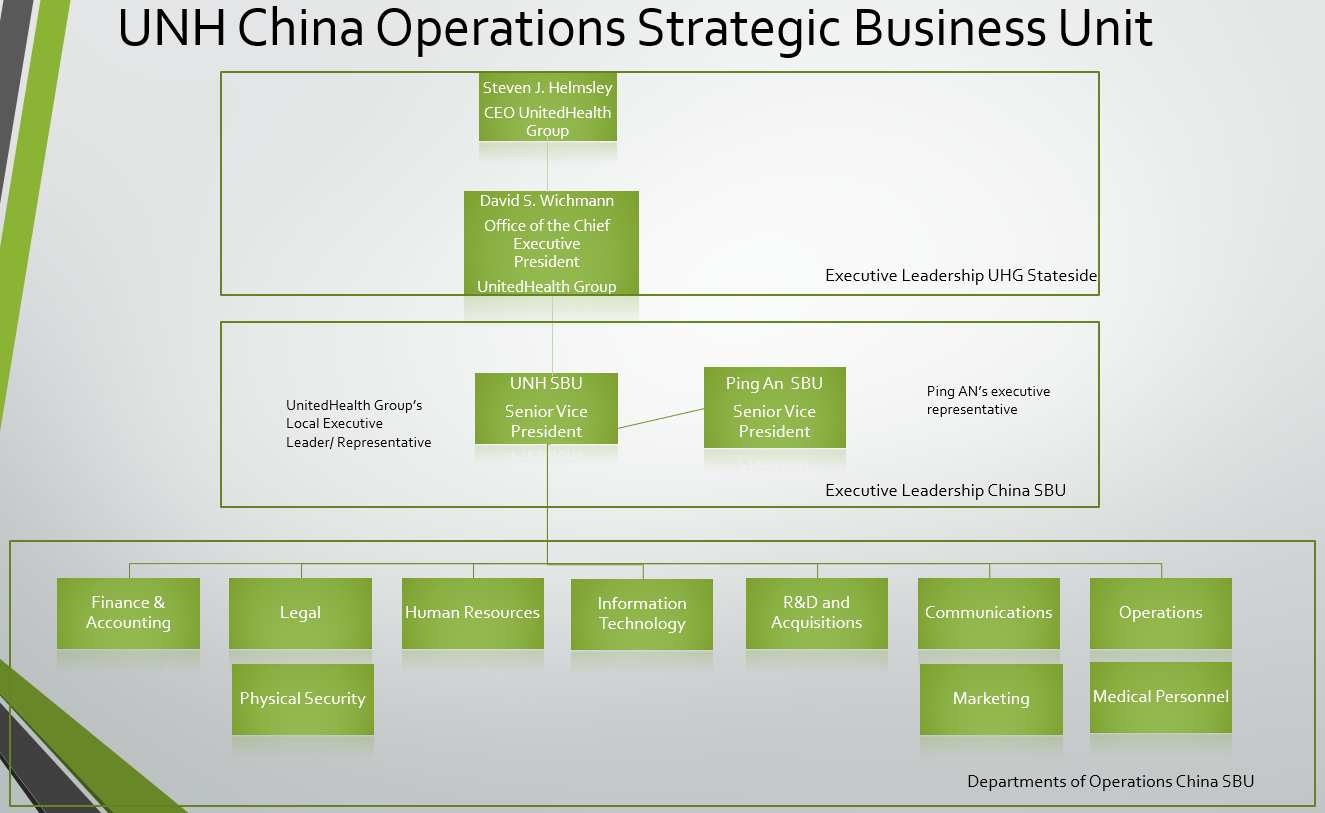 UNH China Operations Strategic Business Unit
Steven J. Helmsley
CEO UnitedHealth
Group
David S. Wichmann
Office of the Chief
Executive
President
UnitedHealth Group
Executive Leadership UHG Stateside
UnitedHealth Group's
Local Executive
Leader/ Representative
UNH SBU
Senior Vice
President
Ping An SBU
Senior Vice
President
Ping AN's executive
representative
Executive Leadership China SBU
Finance &
Accounting
Legal
Human Resources
Information
Technology
R&D and
Acquisitions
Communications
Operations
Physical Security
Marketing
Medical Personnel
Departments of Operations China SBU